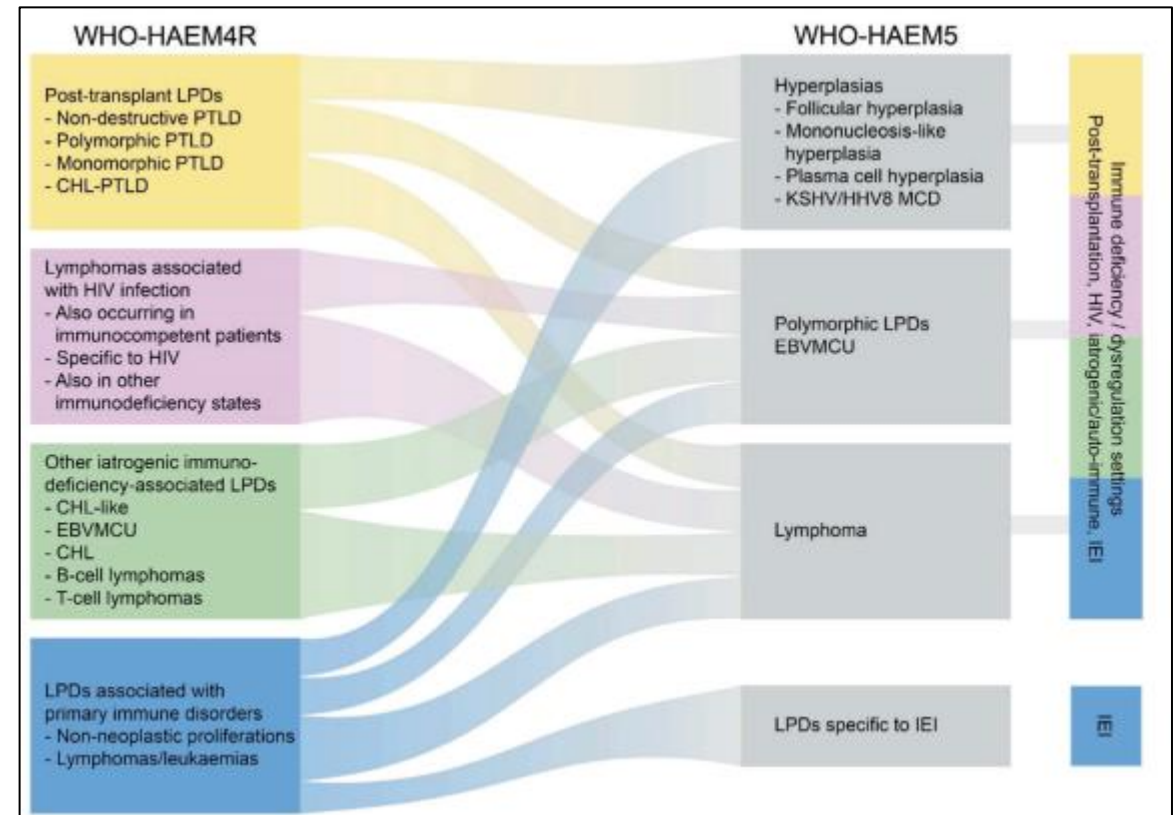 WHO-HAEM4R
WHO-HAEM5
Post-transplant LPDs
- Non-destructive PTLD
- Polymorphic PTLD
- Monomorphic PTLD
- CHL-PTLD
Lymphomas associated
with HIV infection
- Also occurring in
immunocompetent patients
- Specific to HIV
- Also in other
immunodeficiency states
Other iatrogenic immuno-
deficiency-associated LPDs
- CHL-like
- EBVMCU
- CHL
- B-cell lymphomas
- T-cell lymphomas
LPDs associated with
primary immune disorders
- Non-neoplastic proliferations
- Lymphomas/leukaemias
Hyperplasias
- Follicular hyperplasia
- Mononucleosis-like
hyperplasia
- Plasma cell hyperplasia
- KSHV/HHV8 MCD
Polymorphic LPDs
EBVMCU
Lymphoma
LPDs specific to IEI
Immune deficiency / dysregulation settings
Post-transplantation, HIV, iatrogenic/auto-immune, IEI
IEI